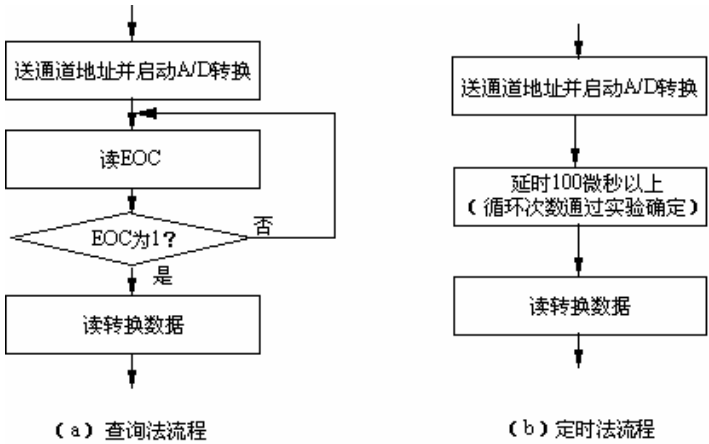 送通道地址并启动A/D转换
读EOC
EOC为1？
否
是
读转换数据
（a）查询法流程
送通道地址并启动A/D转换
延时100微秒以上
（循环次数通过实验确定）
读转换数据
（b）定时法流程